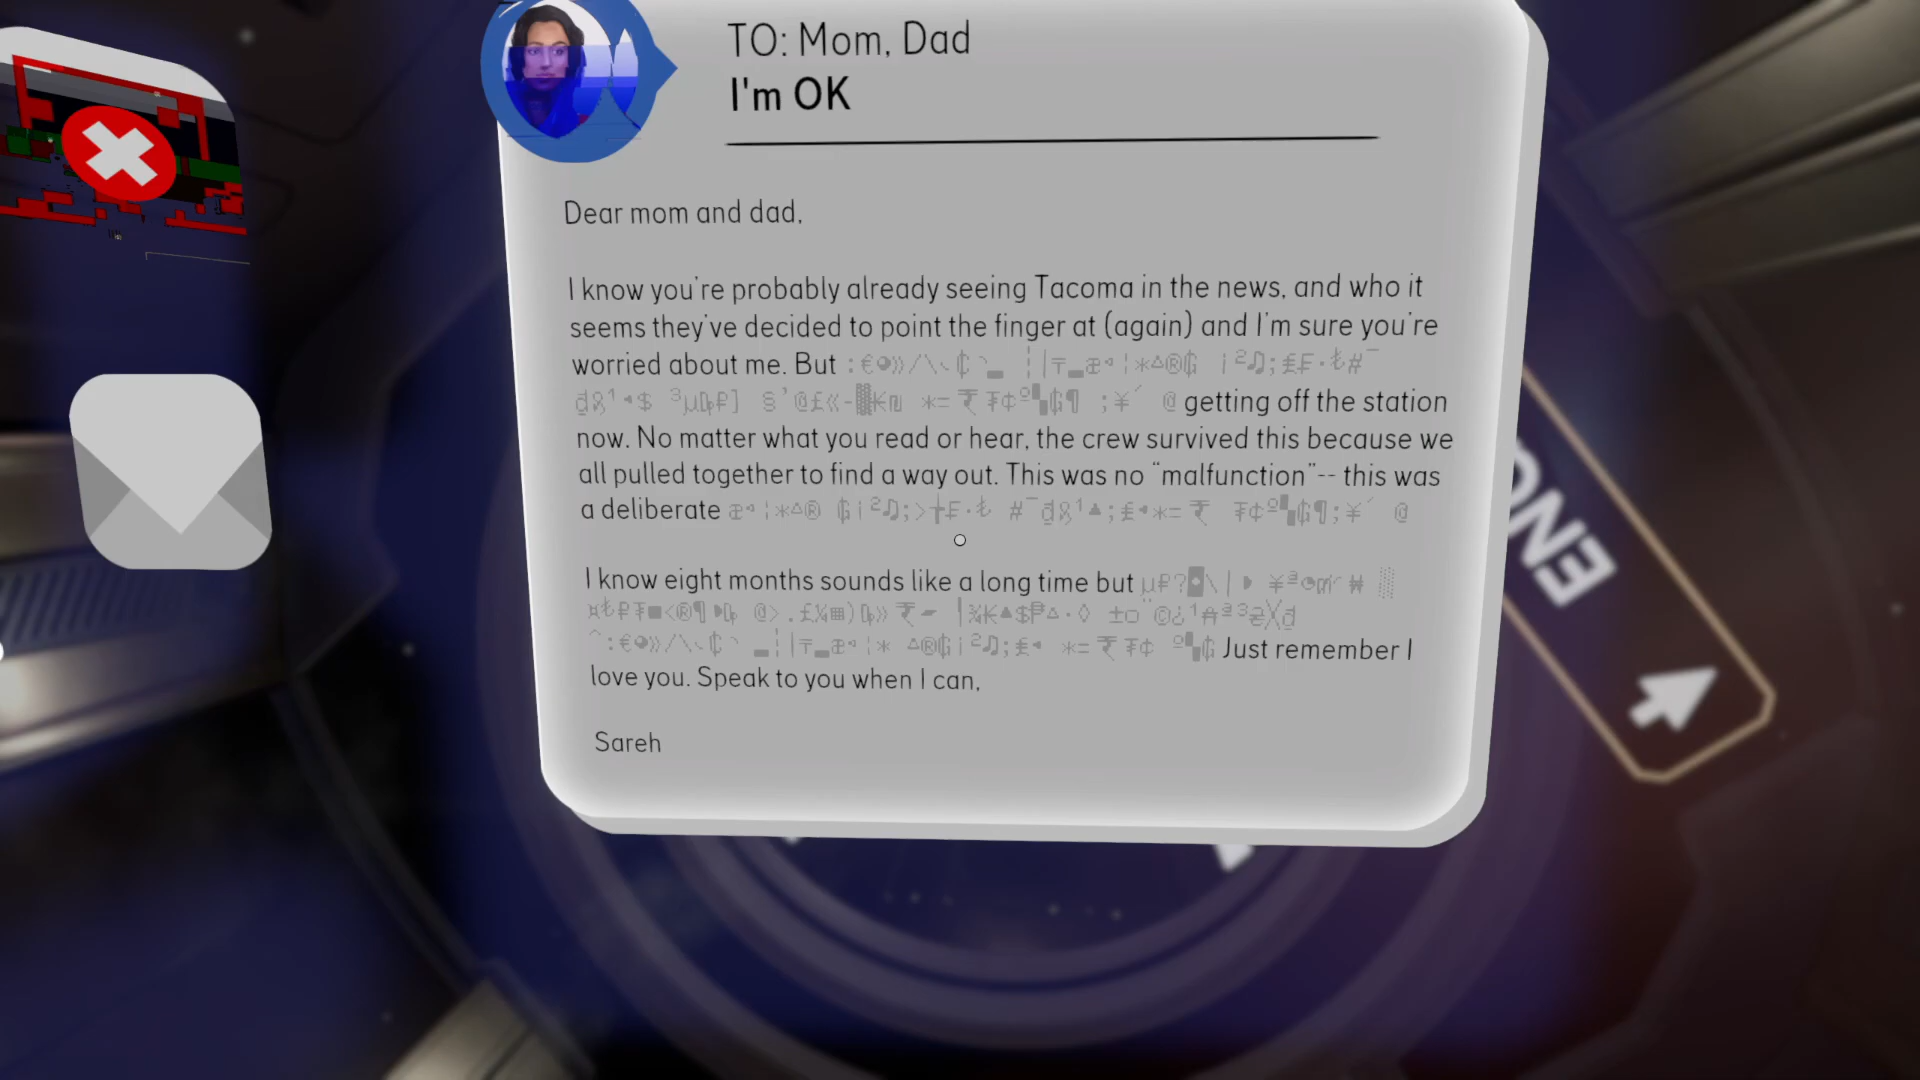 TO: Mom, Dad
I'm OK
Dear mom and dad,
I know you're probably already seeing Tacoma in the news, and who it
seems they've decided to point the finger at (again) and I'm sure you're
worried about me. But
getting off the station
now. No matter what you read or hear, the crew survived this because we
all pulled together to find a way out. This was no “malfunction”-- this was
a deliberate
I know eight months sounds like a long time but
Just remember I
love you. Speak to you when I can,
Sareh